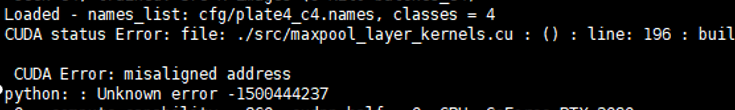 Loaded - names_list: cfg/plate4_c4.names, classes = 4
CUDA status Error: file: ./src/maxpool_layer_kernels.cu : () : line: 196 : buil
CUDA Error: misaligned address
python: : Unknown error -1500444237